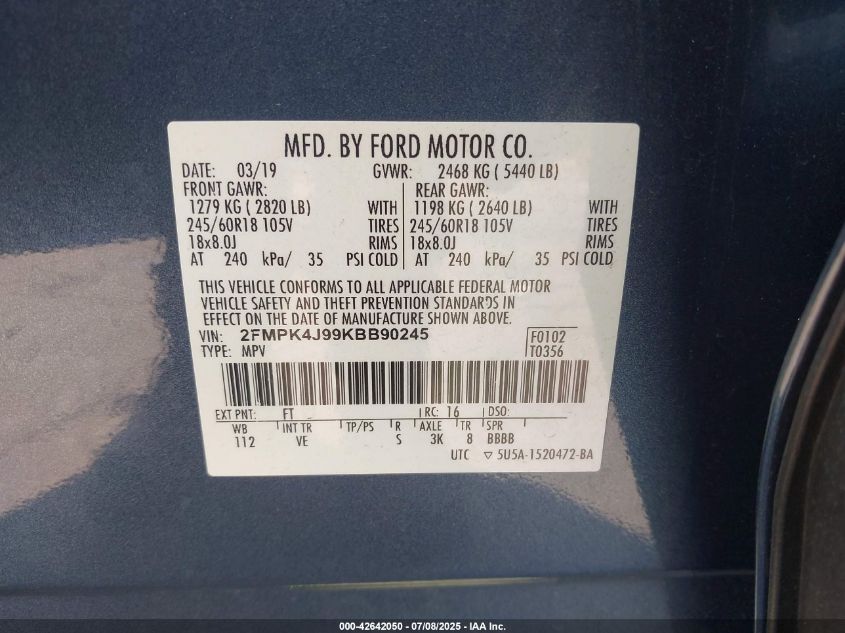 MFD. BY FORD MOTOR CO.
DATE: 03/19 GVWR: 2468 KG ( 5440 LB)
FRONT GAWR: REAR GAWR:
1279 KG ( 2820 LB) WITH 1198 KG ( 2640 LB) WITH
245/60R18 105V TIRES 245/60R18 105V TIRES
18x8.0J RIMS 18x8.0J RIMS
AT 240 kPa/ 35 PSI COLD AT 240 kPa/ 35 PSI COLD
THIS VEHICLE CONFORMS TO ALL APPLICABLE FEDERAL MOTOR
VEHICLE SAFETY AND THEFT PREVENTION STANDARDS IN
EFFECT ON THE DATE OF MANUFACTURE SHOWN ABOVE.
VIN: 2FMPK4J99KBB90245 F0102
TYPE: MPV T0356
EXT PNT: FT RC: 16 DSO:
WB INT TR TP/PS R AXLE TR SPR
112 VE S 3K 8 BBBB
UTC ▽ 5U5A-1520472-BA
000-42642050 / 07/08/2025 - IAA Inc.